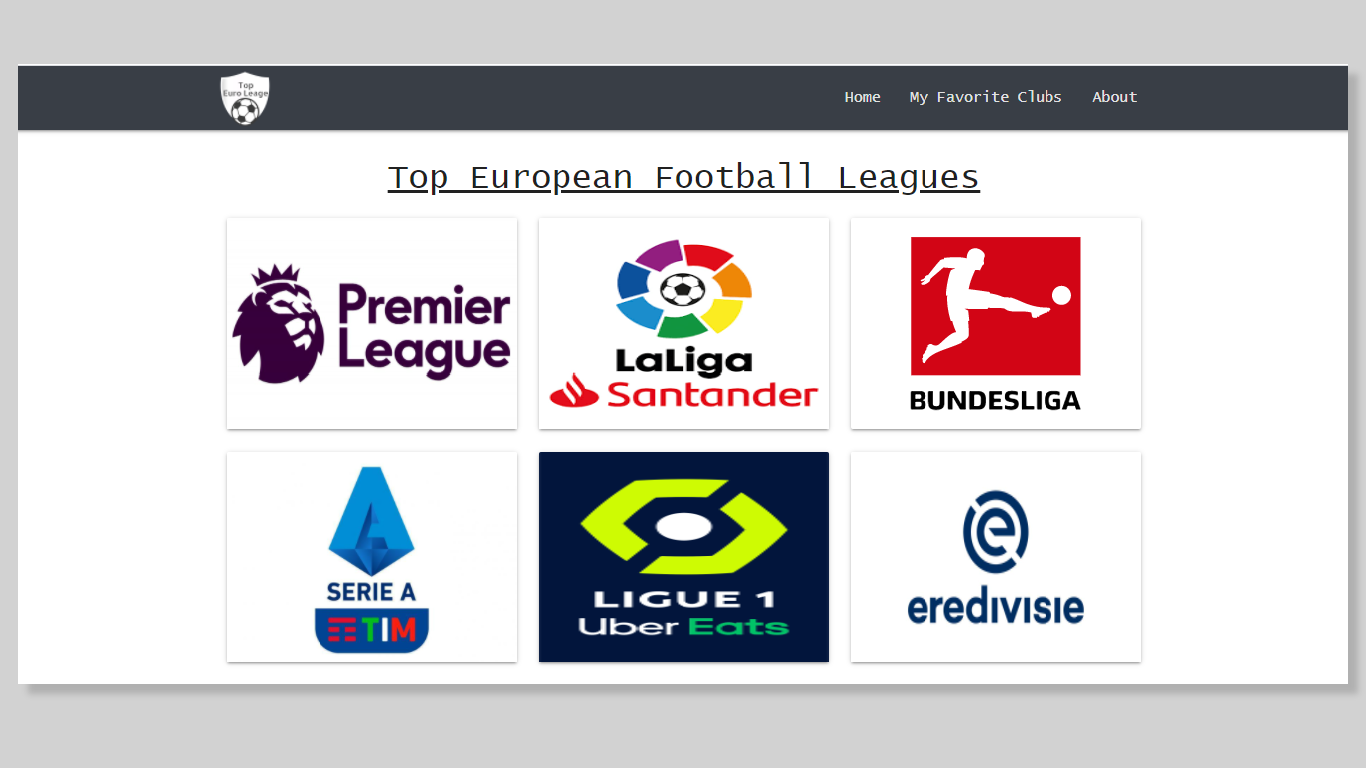 Top
Euro Leage
Home
My Favorite Clubs
About
Top European Football Leagues
Premier
League
LaLiga
Santander
BUNDESLIGA
SERIE A
TIM
LIGUE 1
Uber Eats
e
eredivisie